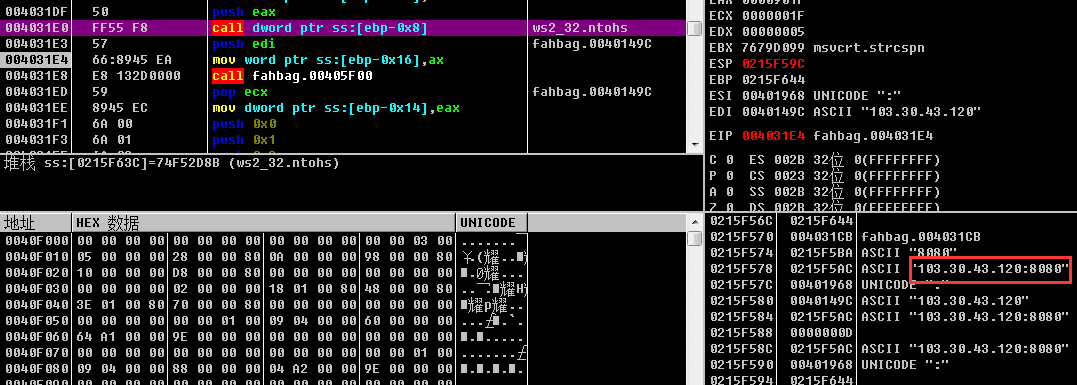 004031DF 50 push eax
004031E0 FF55 F8 call dword ptr ss:[ebp-0x8] ws2_32.ntohs
004031E3 57 push edi fahbag.0040149C
004031E4 66:8945 EA mov word ptr ss:[ebp-0x16],ax
004031E8 E8 132D0000 call fahbag.00405F00
004031ED 59 pop ecx fahbag.0040149C
004031EE 8945 EC mov dword ptr ss:[ebp-0x14],eax
004031F1 6A 00 push 0x0
004031F3 6A 01 push 0x1
堆栈 ss:[0215F63C]=74F52D8B (ws2_32.ntohs)
ECX 0000001F
EDX 00000005
EBX 7679D099 msvcrt.strcspn
ESP 0215F59C
EBP 0215F644
ESI 00401968 UNICODE ":"
EDI 0040149C ASCII "103.30.43.120"
EIP 004031E4 fahbag.004031E4
C 0 ES 002B 32位 0(FFFFFFFF)
P 0 CS 0023 32位 0(FFFFFFFF)
A 0 SS 002B 32位 0(FFFFFFFF)
Z 0 DS 002B 32位 0(FFFFFFFF)
地址 HEX 数据 UNICODE
0040F000 00 00 00 00 00 00 00 00 00 00 00 00 00 00 03 00
0040F010 05 00 00 00 28 00 00 80 0A 00 00 00 98 00 00 80
0040F020 10 00 00 00 D8 00 00 80 00 00 00 00 00 00 00 00
0040F030 00 00 00 00 02 00 00 00 18 01 00 80 48 00 00 80
0040F040 3E 01 00 80 70 00 00 80 00 00 00 00 00 00 00 00
0040F050 00 00 00 00 00 00 01 00 09 04 00 00 60 00 00 00
0040F060 64 A1 00 00 9E 00 00 00 00 00 00 00 00 00 00 00
0040F070 00 00 00 00 00 00 00 00 00 00 00 00 00 00 01 00
0040F080 09 04 00 00 88 00 00 00 04 A2 00 00 9E 00 00 00
0215F56C 0215F644
0215F570 004031CB fahbag.004031CB
0215F574 0215F5BA ASCII "8080"
0215F578 0215F5AC ASCII "103.30.43.120:8080"
0215F57C 00401968 UNICODE ":"
0215F580 0040149C ASCII "103.30.43.120"
0215F584 0215F5AC ASCII "103.30.43.120:8080"
0215F588 0000000D
0215F58C 0215F5AC ASCII "103.30.43.120:8080"
0215F590 00401968 UNICODE ":"
0215F594 0215F644